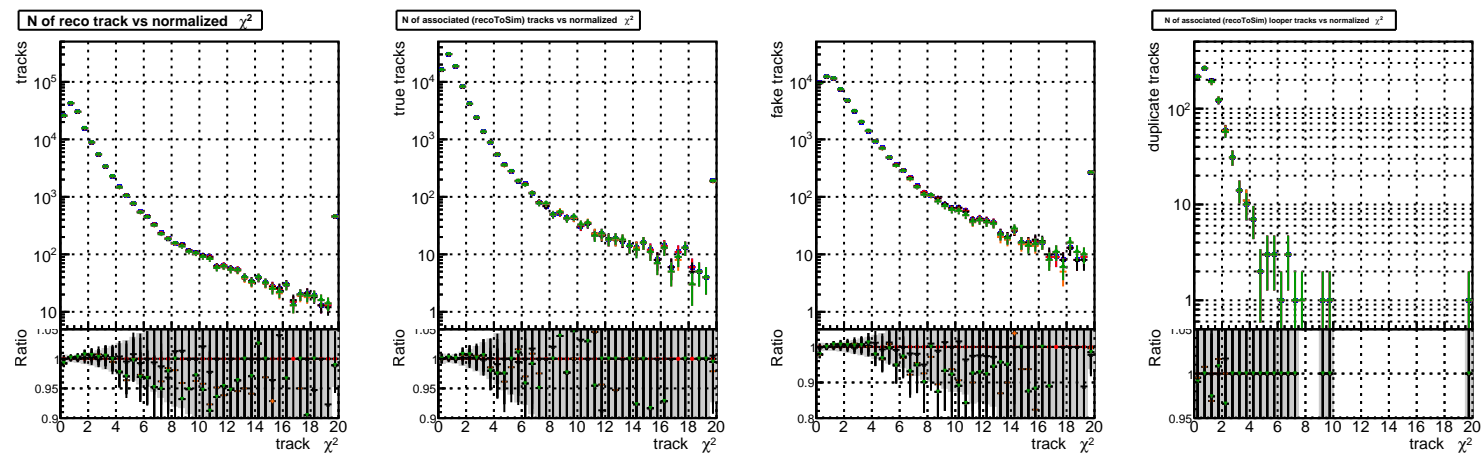 N of reco track vs normalized χ²
tracks
10⁵
10⁴
10³
10²
10
Ratio
1.05
1
0.95
0.9
0 2 4 6 8 10 12 14 16 18 20
track χ²
N of associated (recoToSim) tracks vs normalized χ²
true tracks
10⁴
10³
10²
10
1
Ratio
1.05
1
0.95
0.9
0 2 4 6 8 10 12 14 16 18 20
track χ²
fake tracks
10⁴
10³
10²
10
1
Ratio
1
0.9
0.8
0 2 4 6 8 10 12 14 16 18 20
track χ²
N of associated (recoToSim) looper tracks vs normalized χ²
duplicate tracks
10²
10
1
Ratio
1.05
1
0.95
0 2 4 6 8 10 12 14 16 18 20
track χ²